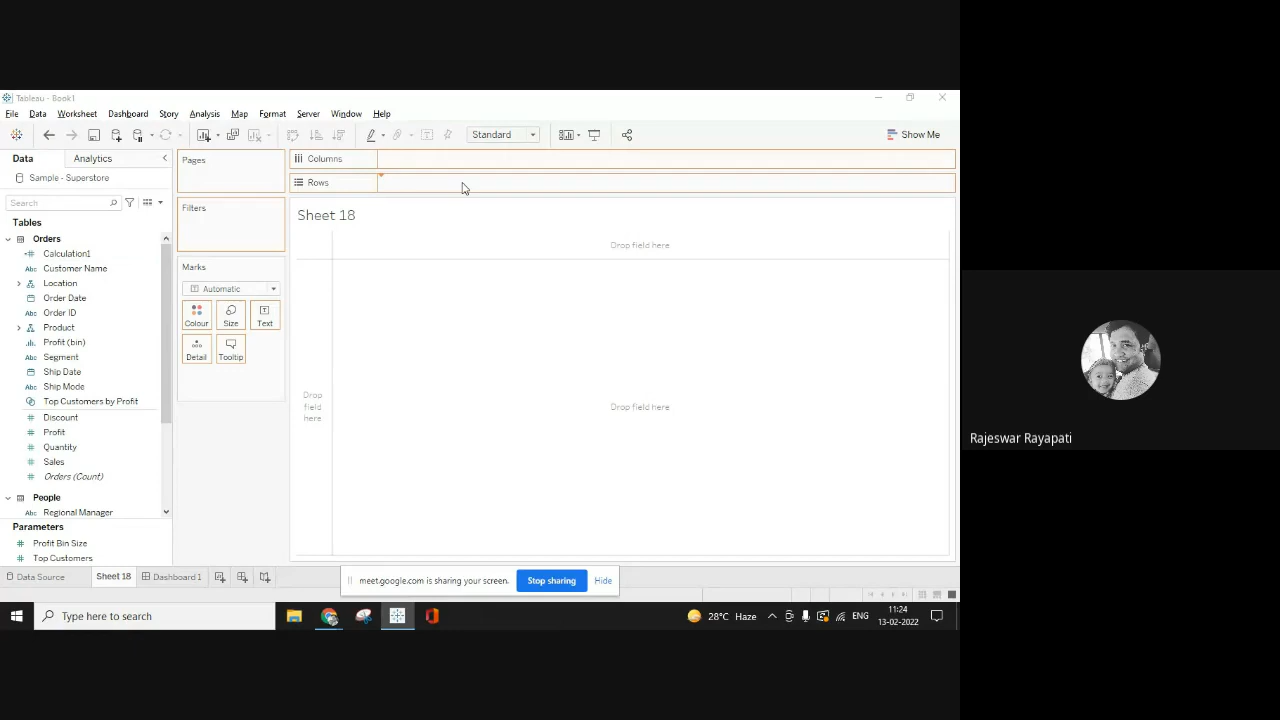 Tableau - Book1
File Data Worksheet Dashboard Story Analysis Map Format Server Window Help
Standard
Show Me
Data Analytics
Pages
Columns
Sample - Superstore
Rows
Search
Filters
Tables
Sheet 18
Orders
Calculation1
Customer Name
Location
Order Date
Order ID
Product
Profit (bin)
Segment
Ship Date
Ship Mode
Top Customers by Profit
Discount
Profit
Quantity
Sales
Orders (Count)
People
Regional Manager
Parameters
Profit Bin Size
Top Customers
Marks
Automatic
Colour Size Text
Detail Tooltip
Drop field here
Drop
field
here
Drop field here
Rajeswar Rayapati
Data Source Sheet 18 Dashboard 1
meet.google.com is sharing your screen. Stop sharing Hide
Type here to search
28°C Haze
ENG
11:24
13-02-2022